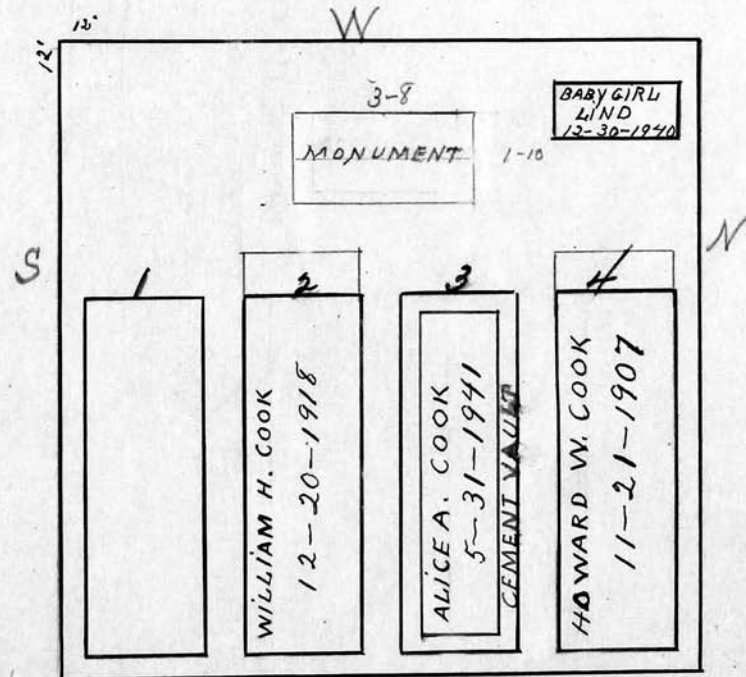 W
12'
12'
3-8
BABY GIRL
LIND
12-30-1940
MONUMENT
1-10
S
N
1
2
3
4
WILLIAM H. COOK
12-20-1918
ALICE A. COOK
5-31-1941
CEMENT VAULT
HOWARD W. COOK
11-21-1907